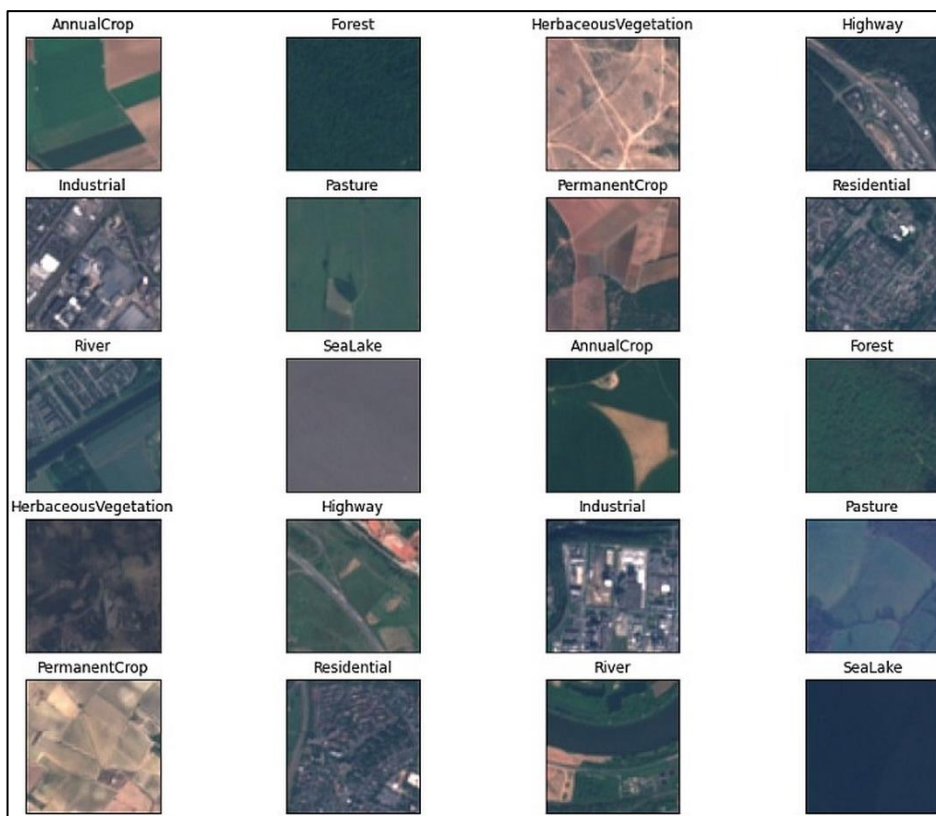 AnnualCrop
Forest
HerbaceousVegetation
Highway
Industrial
Pasture
PermanentCrop
Residential
River
SeaLake
AnnualCrop
Forest
HerbaceousVegetation
Highway
Industrial
Pasture
PermanentCrop
Residential
River
SeaLake